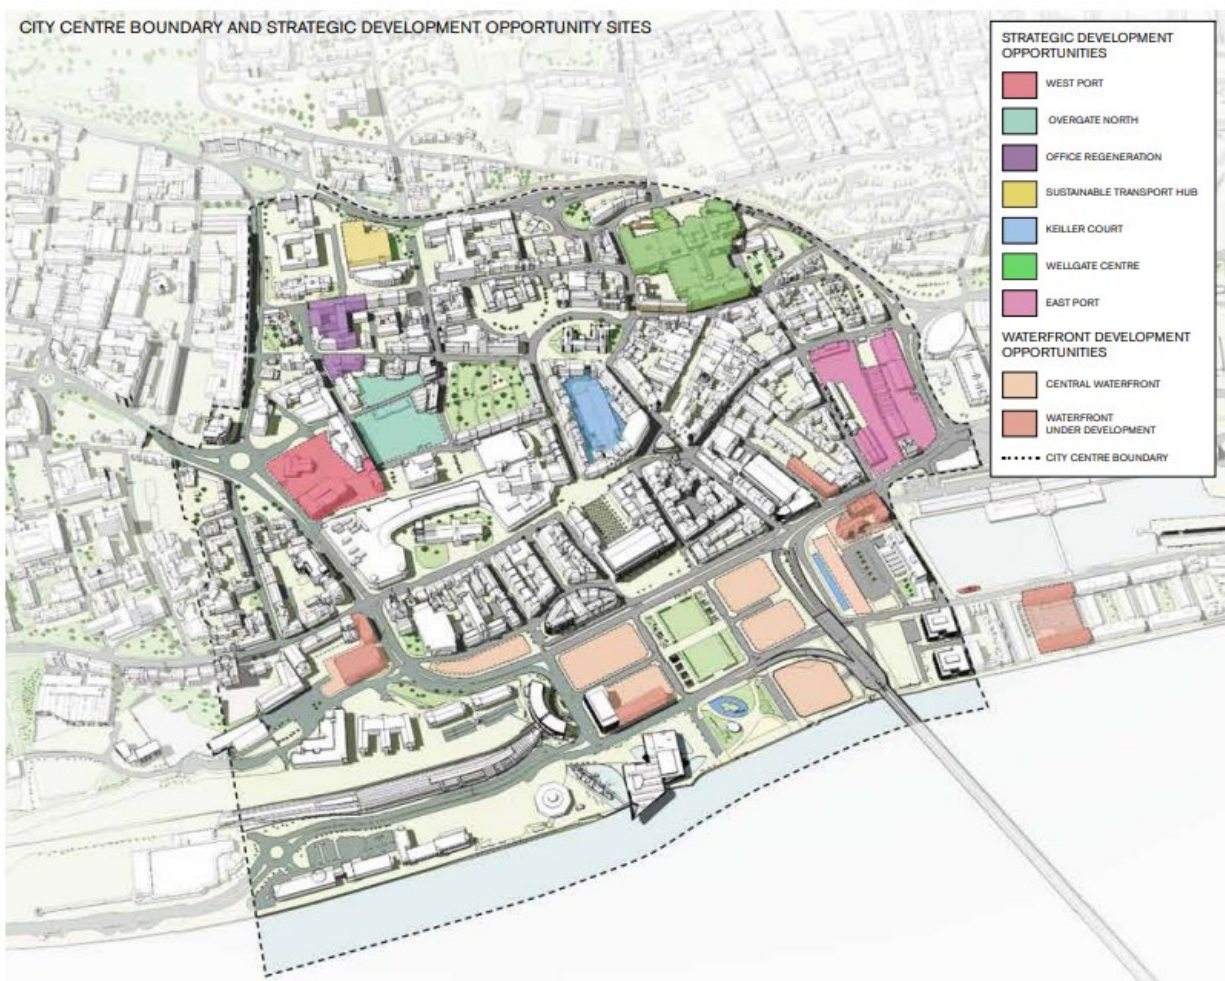 CITY CENTRE BOUNDARY AND STRATEGIC DEVELOPMENT OPPORTUNITY SITES
STRATEGIC DEVELOPMENT
OPPORTUNITIES
WEST PORT
OVERGATE NORTH
OFFICE REGENERATION
SUSTAINABLE TRANSPORT HUB
KEILLER COURT
WELLGATE CENTRE
EAST PORT
WATERFRONT DEVELOPMENT
OPPORTUNITIES
CENTRAL WATERFRONT
WATERFRONT
UNDER DEVELOPMENT
CITY CENTRE BOUNDARY